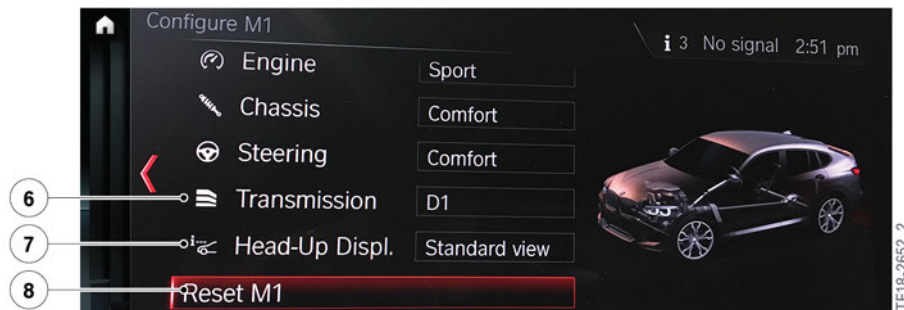 Configure M1
i 3 No signal 2:51 pm
Engine Sport
Chassis Comfort
Steering Comfort
6 Transmission D1
7 Head-Up Displ. Standard view
8 Reset M1
TE18-2652_2